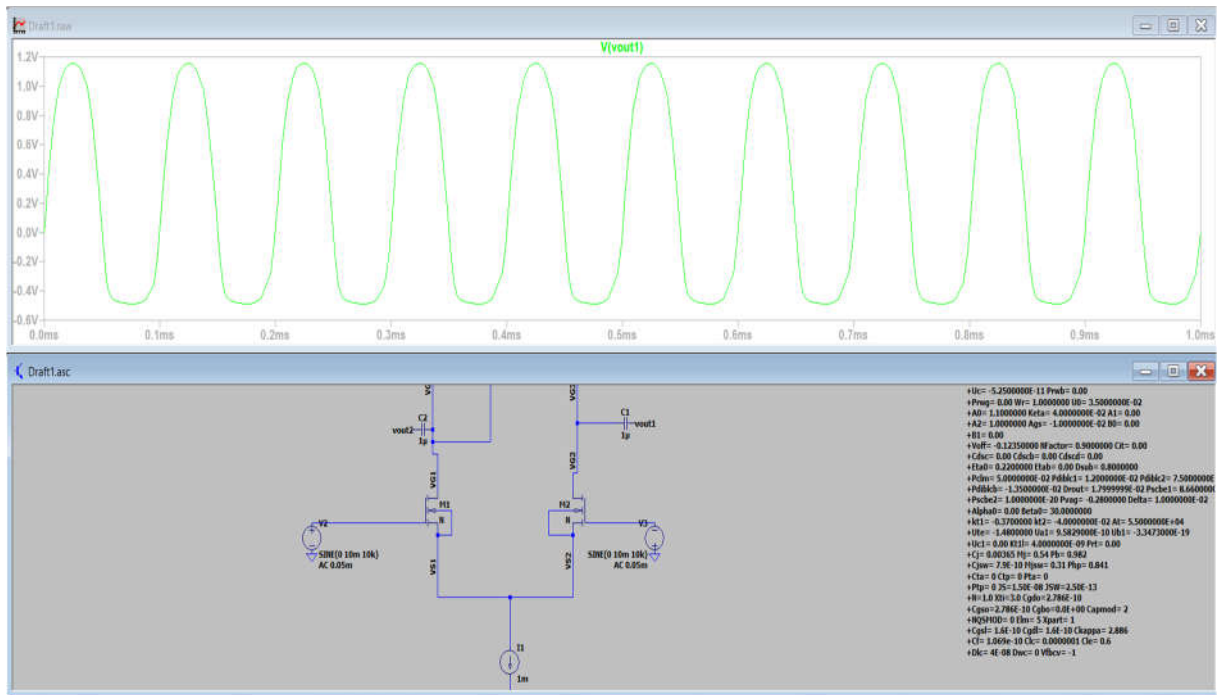 Draft1.raw
V(vout1)
1.2V
1.0V
0.8V
0.6V
0.4V
0.2V
0.0V
-0.2V
-0.4V
-0.6V
0.0ms 0.1ms 0.2ms 0.3ms 0.4ms 0.5ms 0.6ms 0.7ms 0.8ms 0.9ms 1.0ms
Draft1.asc
C2
vout2
1µ
C1
vout1
1µ
VG1
VG2
M1
N
M2
N
V2
V3
SINE(0 10m 10k)
AC 0.05m
SINE(0 10m 10k)
AC 0.05m
VS1
VS2
I1
1m
+Uc= -5.2500000E-11 Prwb= 0.00
+Prwg= 0.00 Wr= 1.0000000 U0= 3.5000000E-02
+A0= 1.1000000 Keta= 4.0000000E-02 A1= 0.00
+A2= 1.0000000 Ags= -1.0000000E-02 B0= 0.00
+B1= 0.00
+Voff= -0.12350000 NFactor= 0.9000000 Cit= 0.00
+Cdsc= 0.00 Cdscb= 0.00 Cdscd= 0.00
+Eta0= 0.2200000 Etab= 0.00 Dsub= 0.8000000
+Pclm= 5.0000000E-02 Pdiblc1= 1.2000000E-02 Pdiblc2= 7.5000000E
+Pdiblcb= -1.3500000E-02 Drout= 1.7999999E-02 Pscbe1= 8.6600000
+Pscbe2= 1.0000000E-20 Pvag= -0.2800000 Delta= 1.0000000E-02
+Alpha0= 0.00 Beta0= 30.0000000
+kt1= -0.3700000 kt2= -4.0000000E-02 At= 5.5000000E+04
+Ute= -1.4800000 Ua1= 9.5829000E-10 Ub1= -3.3473000E-19
+Uc1= 0.00 Kt1l= 4.0000000E-09 Prt= 0.00
+Cj= 0.00365 Mj= 0.54 Pb= 0.982
+Cjsw= 7.9E-10 Mjsw= 0.31 Php= 0.841
+Cta= 0 Ctp= 0 Pta= 0
+Ptp= 0 JS=1.50E-08 JSW=2.50E-13
+N=1.0 Xti=3.0 Cgdo=2.786E-10
+Cgso=2.786E-10 Cgbo=0.0E+00 Capmod= 2
+NQSMOD= 0 Elm= 5 Xpart= 1
+Cgsl= 1.6E-10 Cgdl= 1.6E-10 Ckappa= 2.886
+Cf= 1.069e-10 Clc= 0.0000001 Cle= 0.6
+Dlc= 4E-08 Dwc= 0 Vfbcv= -1